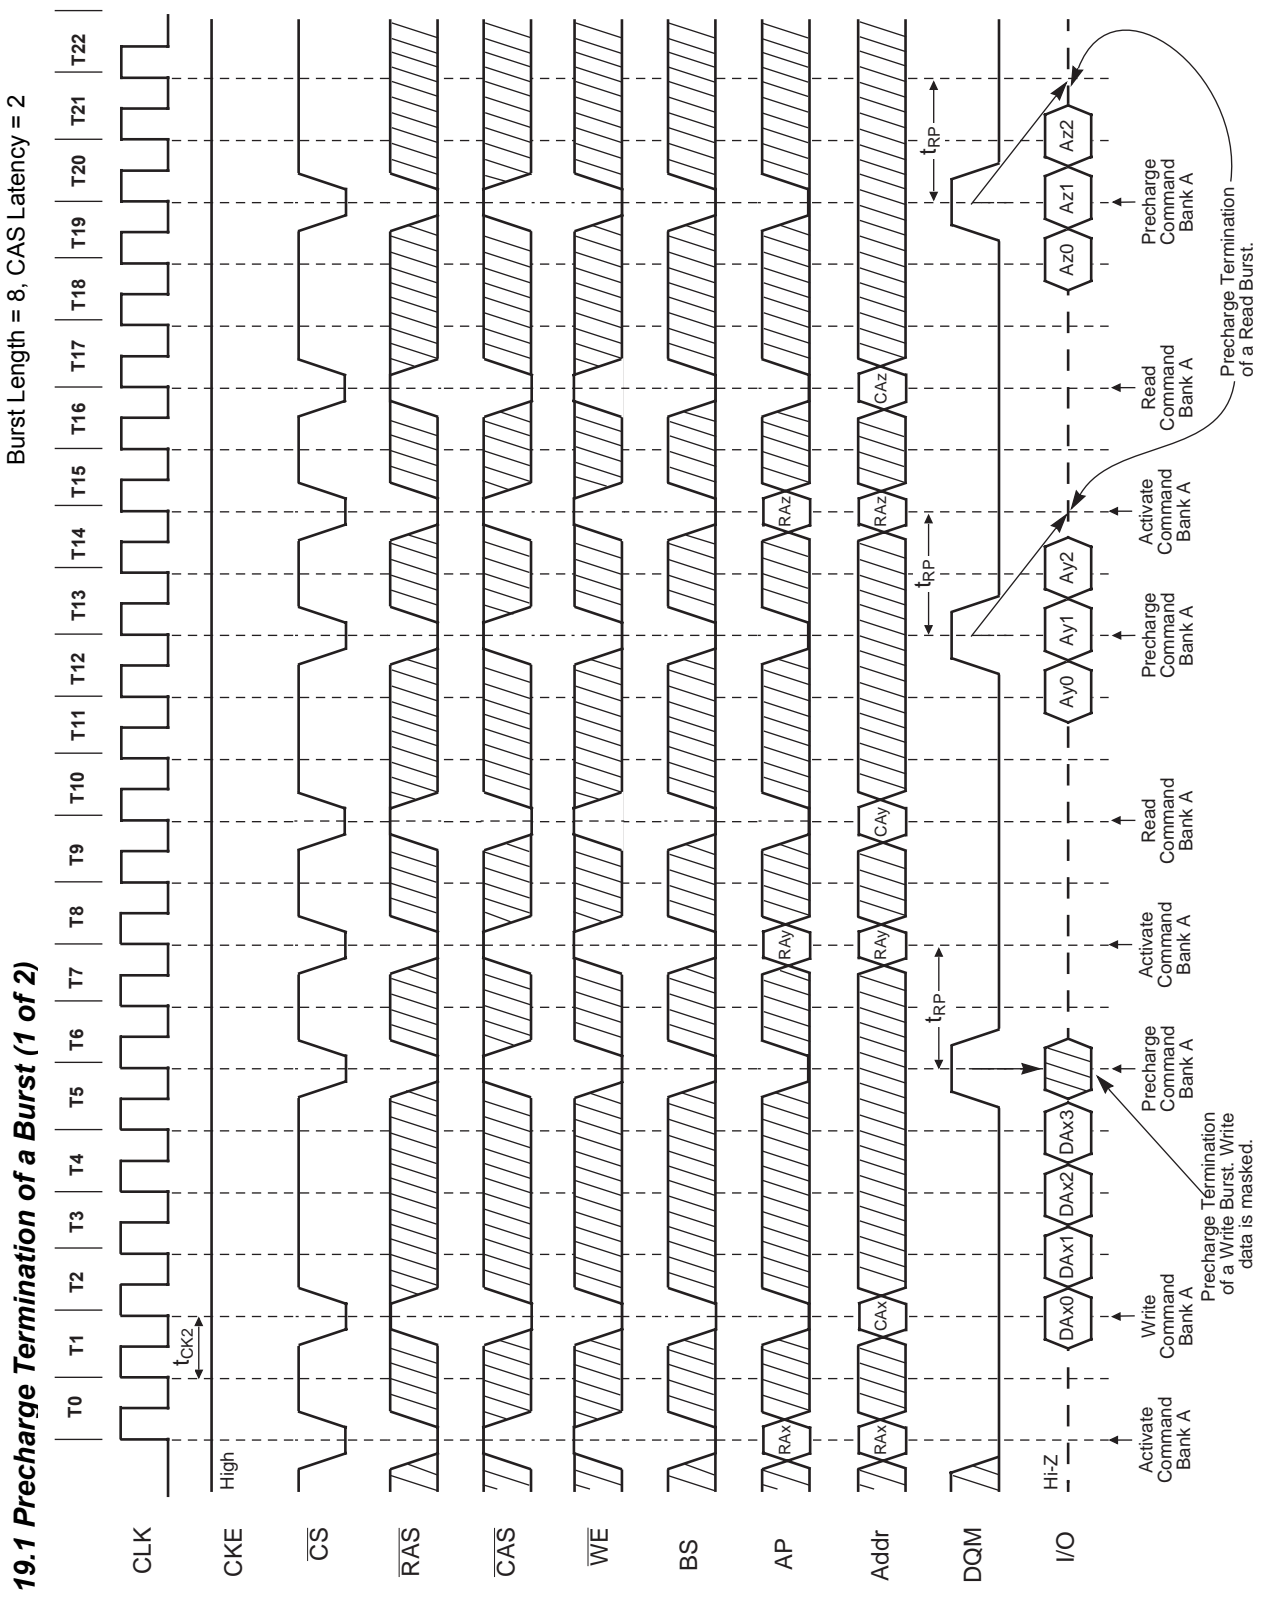 19.1 Precharge Termination of a Burst (1 of 2)
Burst Length = 8, CAS Latency = 2
T0 T1 T2 T3 T4 T5 T6 T7 T8 T9 T10 T11 T12 T13 T14 T15 T16 T17 T18 T19 T20 T21 T22
CLK
tCK2
CKE
High
CS
RAS
CAS
WE
BS
AP
RAx RAy RAz
Addr
RAx CAx RAy CAy RAz CAz
tRP tRP tRP
DQM
I/O
Hi-Z
DAx0 DAx1 DAx2 DAx3 Ay0 Ay1 Ay2 Az0 Az1 Az2
Activate
Command
Bank A
Write
Command
Bank A
Precharge
Command
Bank A
Activate
Command
Bank A
Read
Command
Bank A
Precharge
Command
Bank A
Activate
Command
Bank A
Read
Command
Bank A
Precharge
Command
Bank A
Precharge Termination
of a Write Burst. Write
data is masked.
Precharge Termination
of a Read Burst.